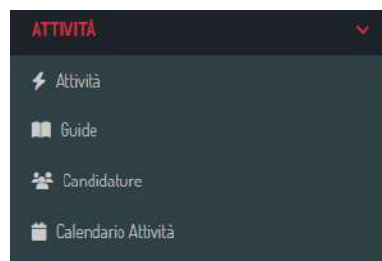 ATTIVITÀ
Attività
Guide
Candidature
Calendario Attività